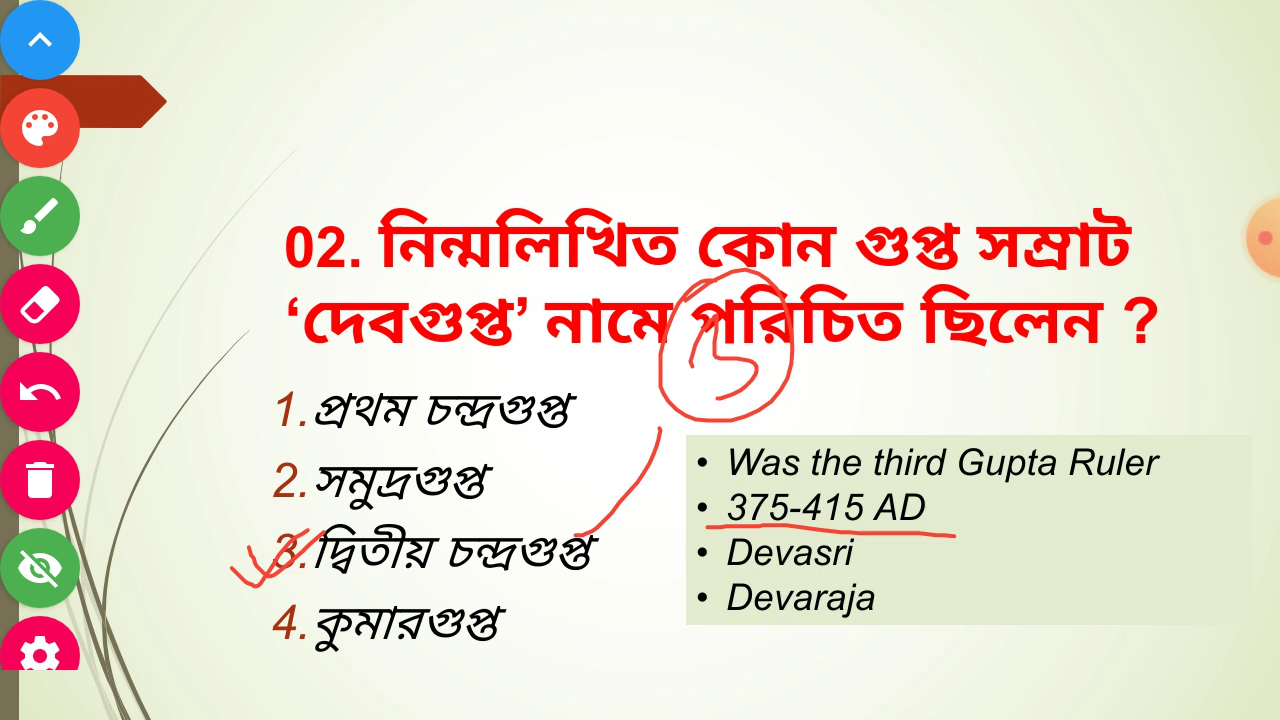 02. নিন্মলিখিত কোন গুপ্ত সম্রাট
‘দেবগুপ্ত’ নামে পরিচিত ছিলেন ?
1. প্রথম চন্দ্রগুপ্ত
2. সমুদ্রগুপ্ত
3. দ্বিতীয় চন্দ্রগুপ্ত
4. কুমারগুপ্ত
• Was the third Gupta Ruler
• 375-415 AD
• Devasri
• Devaraja